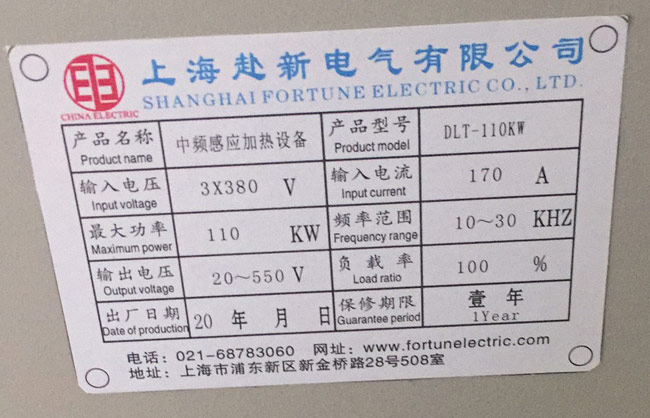 上海赴新电气有限公司
SHANGHAI FORTUNE ELECTRIC CO., LTD.
CHINA ELECTRIC
产品名称 中频感应加热设备 产品型号 DLT-110KW
Product name Product model
输入电压 3X380 V 输入电流 170 A
Input voltage Input current
最大功率 110 KW 频率范围 10～30 KHZ
Maximum power Frequency range
输出电压 20～550 V 负载率 100 %
Output voltage Load ratio
出厂日期 20 年 月 日 保修期限 壹年
Date of production Guarantee period 1Year
电话: 021-68783060 网址: www.fortunelectric.com
地址: 上海市浦东新区新金桥路28号508室